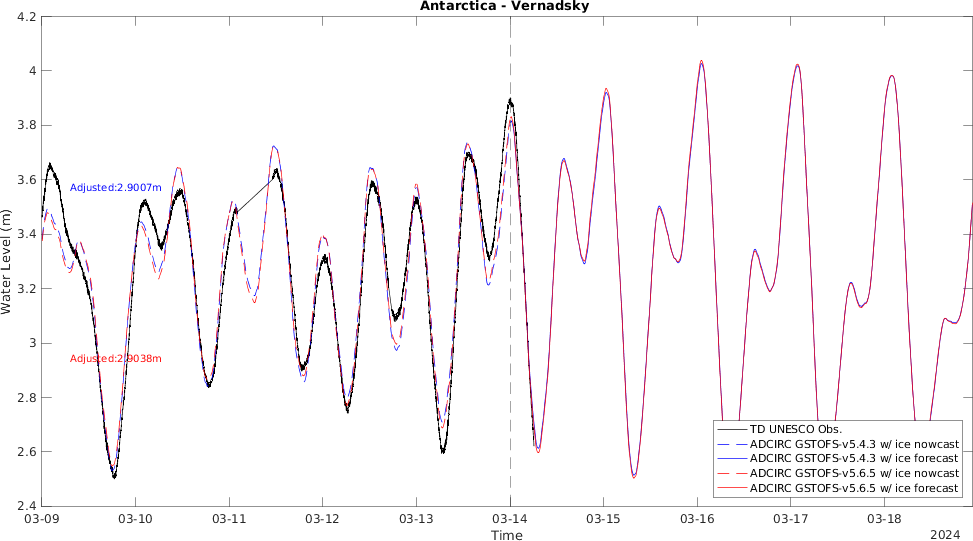 Antarctica - Vernadsky
4.2
4
3.8
3.6
3.4
3.2
3
2.8
2.6
2.4
Water Level (m)
Adjusted:2.9007m
Adjusted:2.9038m
TD UNESCO Obs.
ADCIRC GSTOFS-v5.4.3 w/ ice nowcast
ADCIRC GSTOFS-v5.4.3 w/ ice forecast
ADCIRC GSTOFS-v5.6.5 w/ ice nowcast
ADCIRC GSTOFS-v5.6.5 w/ ice forecast
03-09 03-10 03-11 03-12 03-13 03-14 03-15 03-16 03-17 03-18
Time
2024